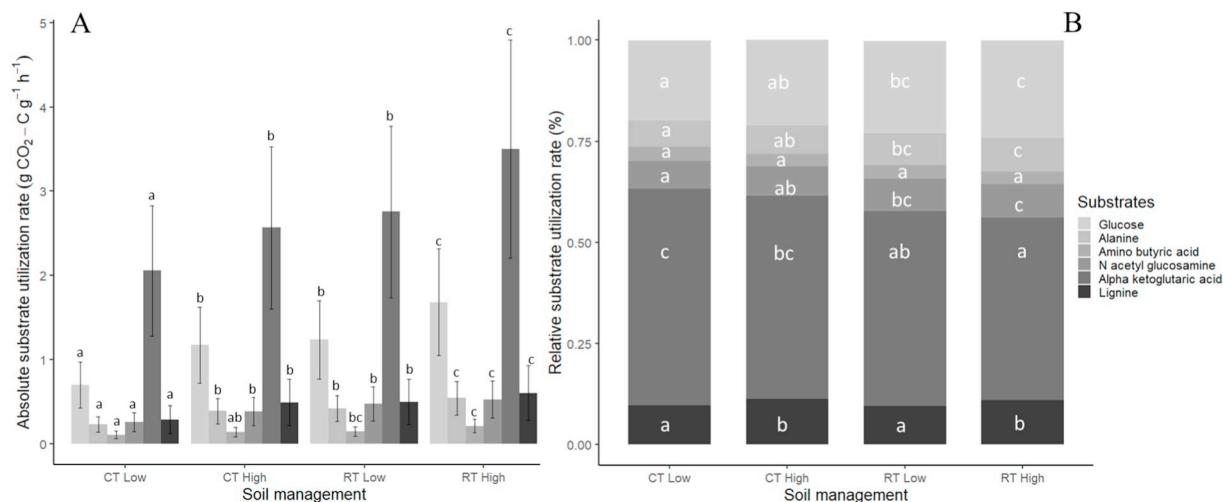 A
Absolute substrate utilization rate (g CO2 – C g-1 h-1)
5
4
3
2
1
0
a a a a a a
b b ab b b b
b b bc b b b
c c c c c c
CT Low CT High RT Low RT High
Soil management
B
Relative substrate utilization rate (%)
1.00
0.75
0.50
0.25
0.00
a ab bc c
a ab bc c
a a a a
a ab bc c
c bc ab a
a b a b
CT Low CT High RT Low RT High
Soil management
Substrates
Glucose
Alanine
Amino butyric acid
N acetyl glucosamine
Alpha ketoglutaric acid
Lignine